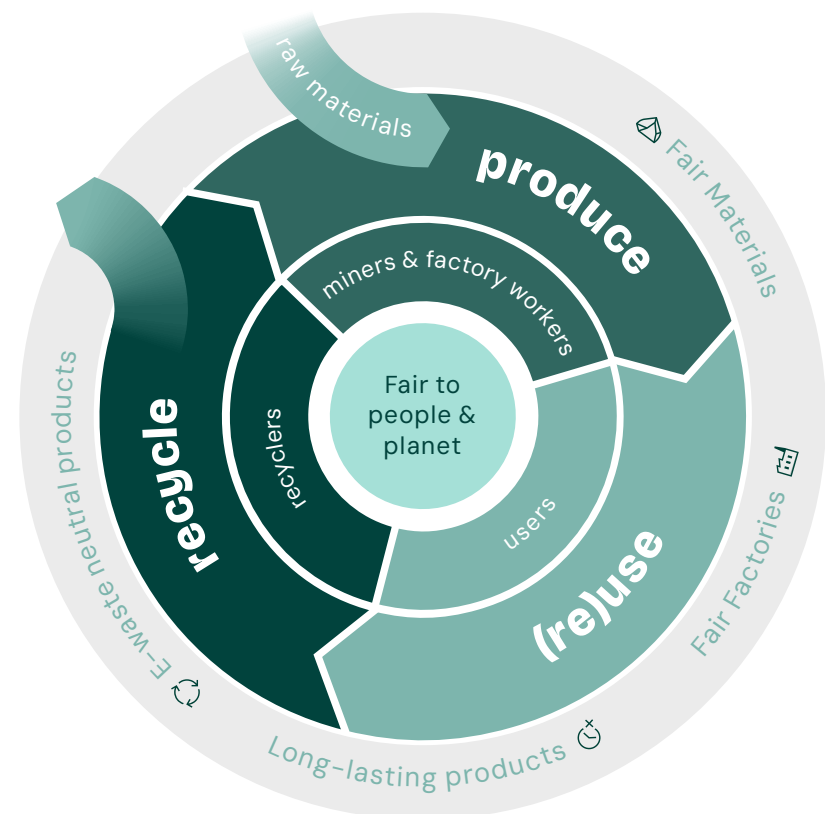 raw materials
produce
Fair Materials
miners & factory workers
Fair to
people &
planet
recyclers
users
recycle
(re)use
Fair Factories
E-waste neutral products
Long-lasting products